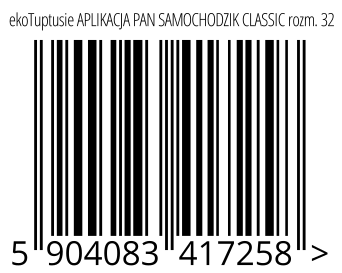 ekoTuptusie APLIKACJA PAN SAMOCHODZIK CLASSIC rozm. 32
5 904083 417258 >